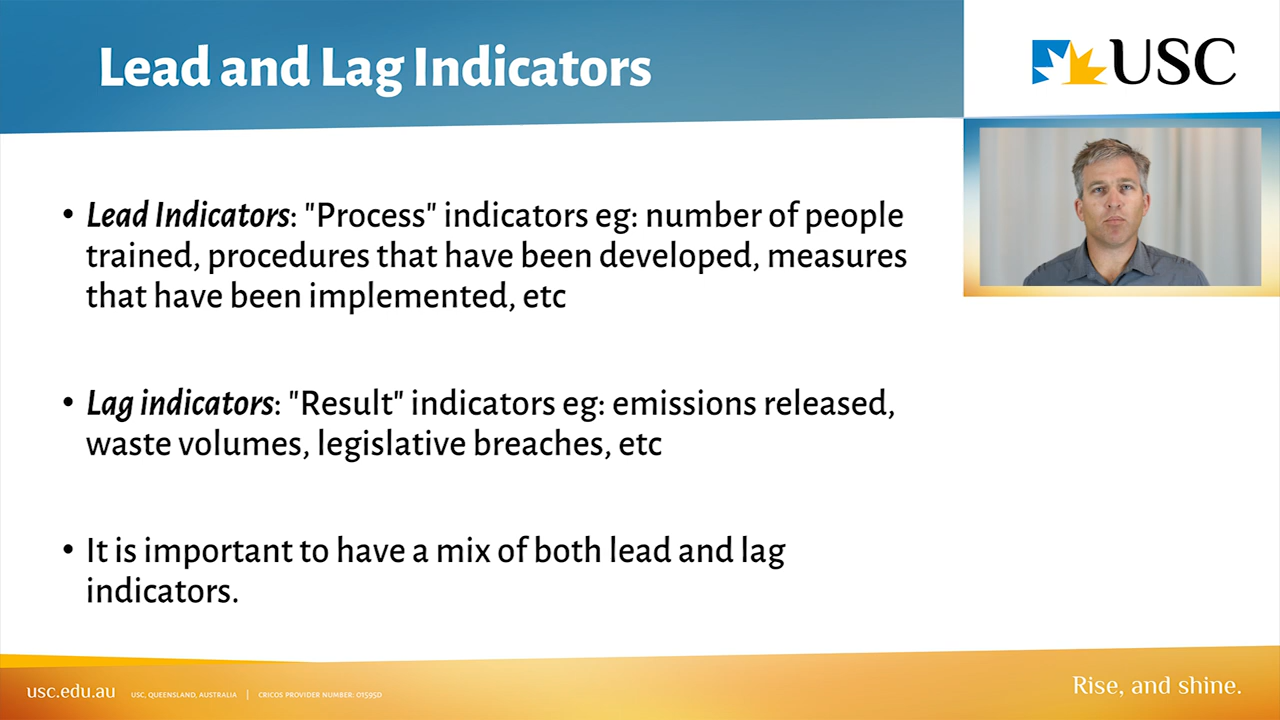 Lead and Lag Indicators
USC
• Lead Indicators: "Process" indicators eg: number of people
trained, procedures that have been developed, measures
that have been implemented, etc
• Lag indicators: "Result" indicators eg: emissions released,
waste volumes, legislative breaches, etc
• It is important to have a mix of both lead and lag
indicators.
usc.edu.au USC, QUEENSLAND, AUSTRALIA | CRICOS PROVIDER NUMBER: 01595D
Rise, and shine.